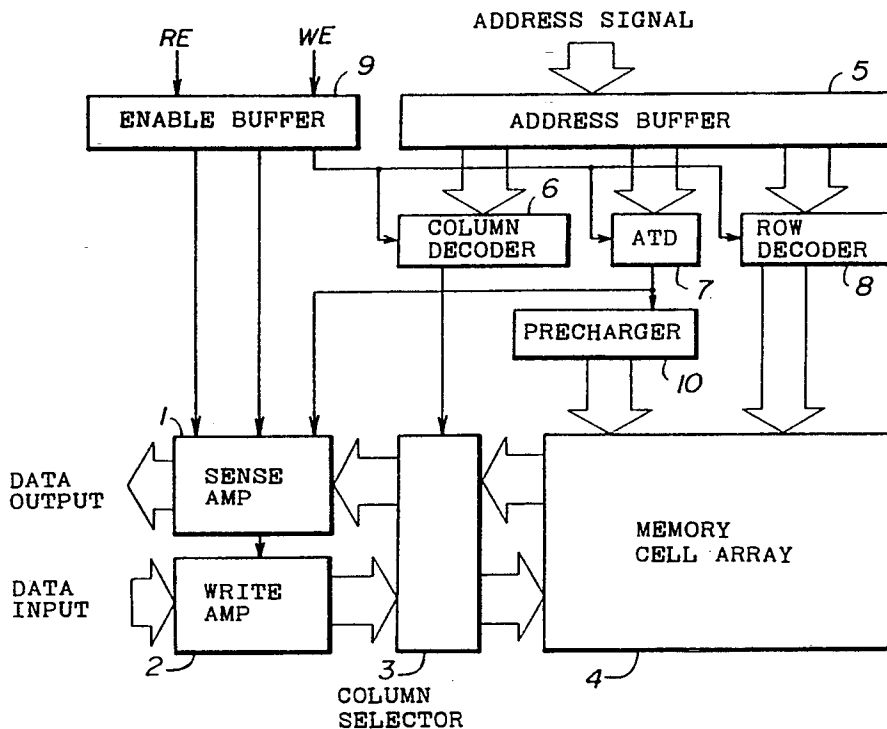 ADDRESS SIGNAL
RE
WE
9
5
ENABLE BUFFER
ADDRESS BUFFER
6
COLUMN
DECODER
ATD
ROW
DECODER
7
8
PRECHARGER
10
1
DATA
OUTPUT
SENSE
AMP
MEMORY
CELL ARRAY
DATA
INPUT
WRITE
AMP
2
3
4
COLUMN
SELECTOR